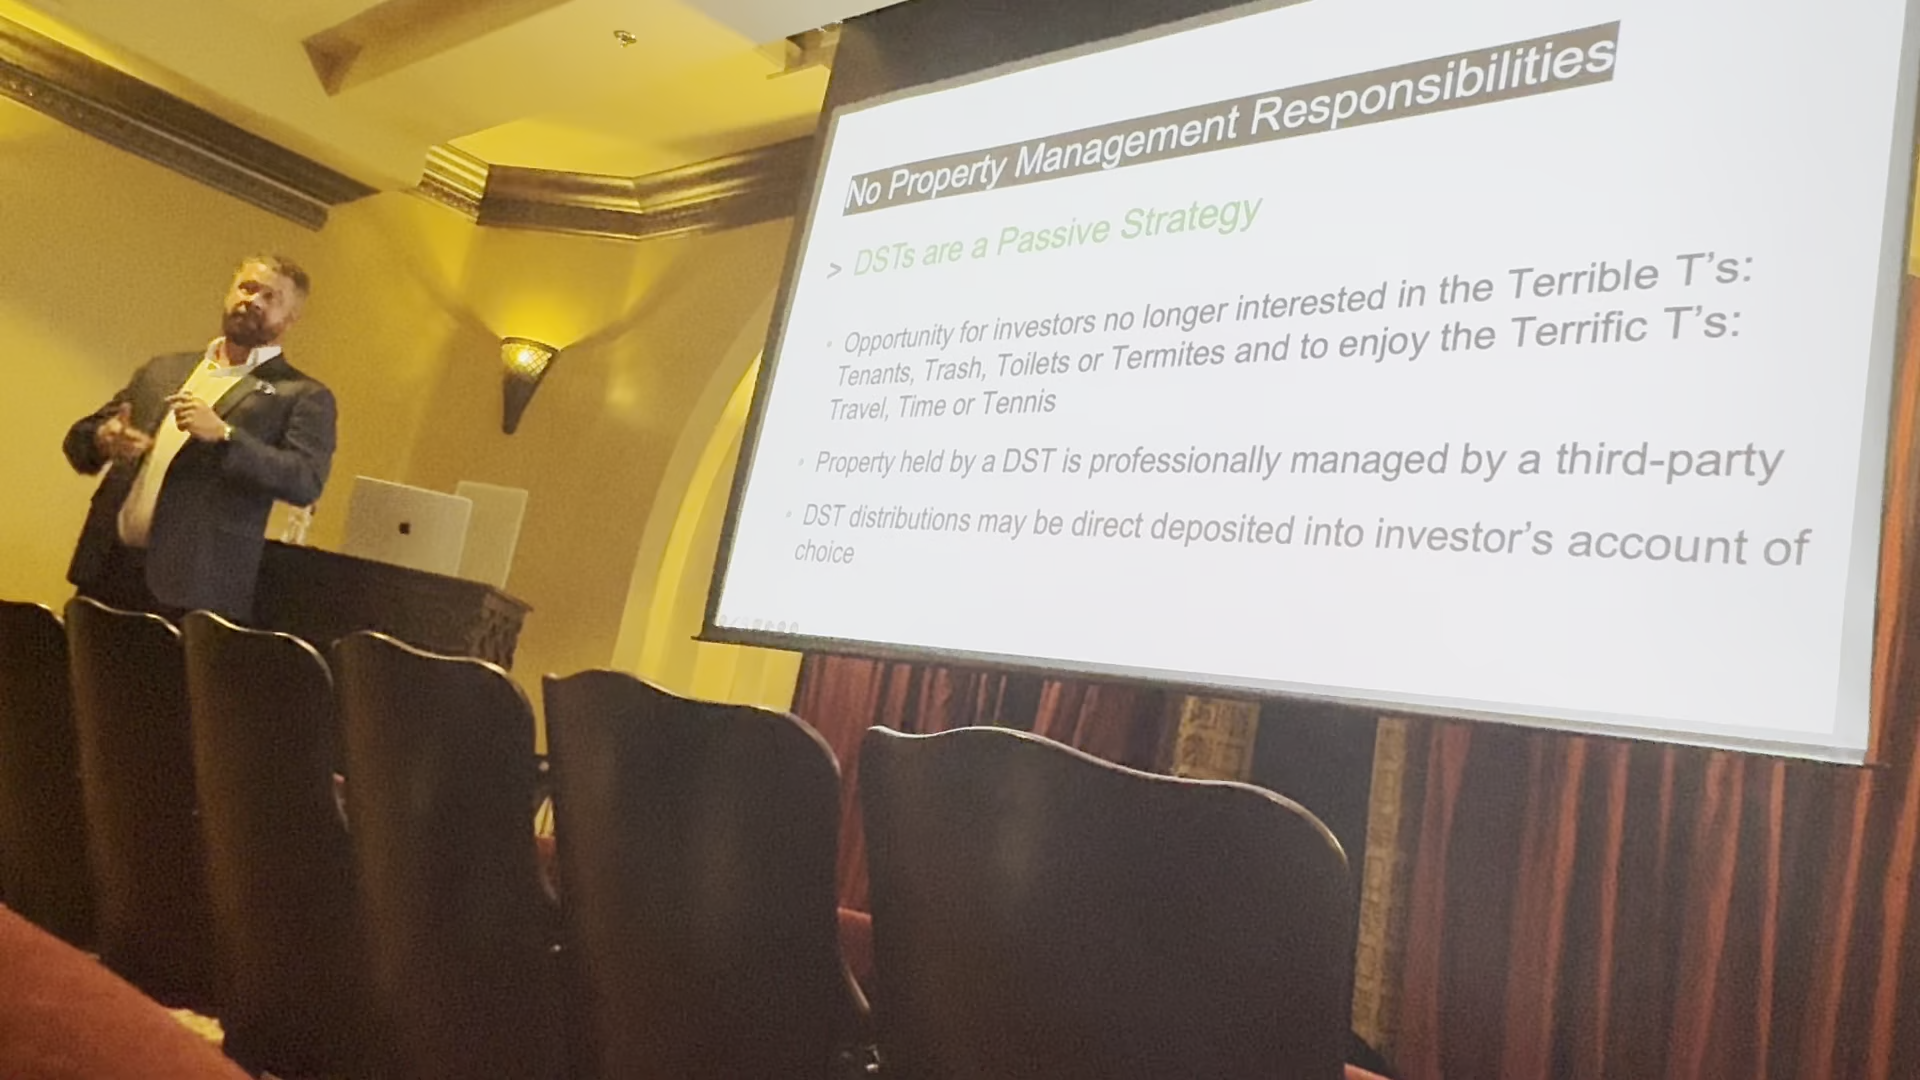 No Property Management Responsibilities
> DSTs are a Passive Strategy
• Opportunity for investors no longer interested in the Terrible T's:
Tenants, Trash, Toilets or Termites and to enjoy the Terrific T's:
Travel, Time or Tennis
• Property held by a DST is professionally managed by a third-party
• DST distributions may be direct deposited into investor's account of
choice